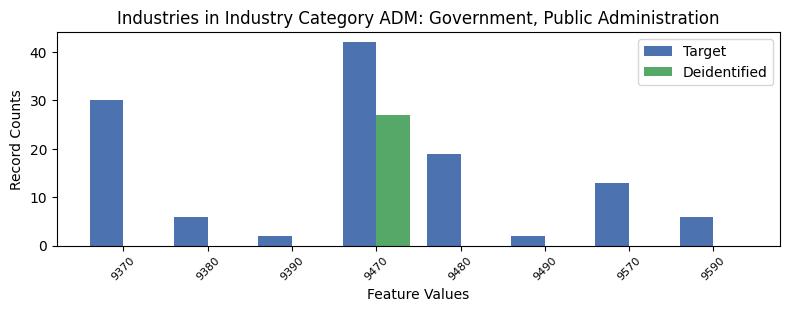 Industries in Industry Category ADM: Government, Public Administration
Target
Deidentified
Record Counts
40
30
20
10
0
9370 9380 9390 9470 9480 9490 9570 9590
Feature Values